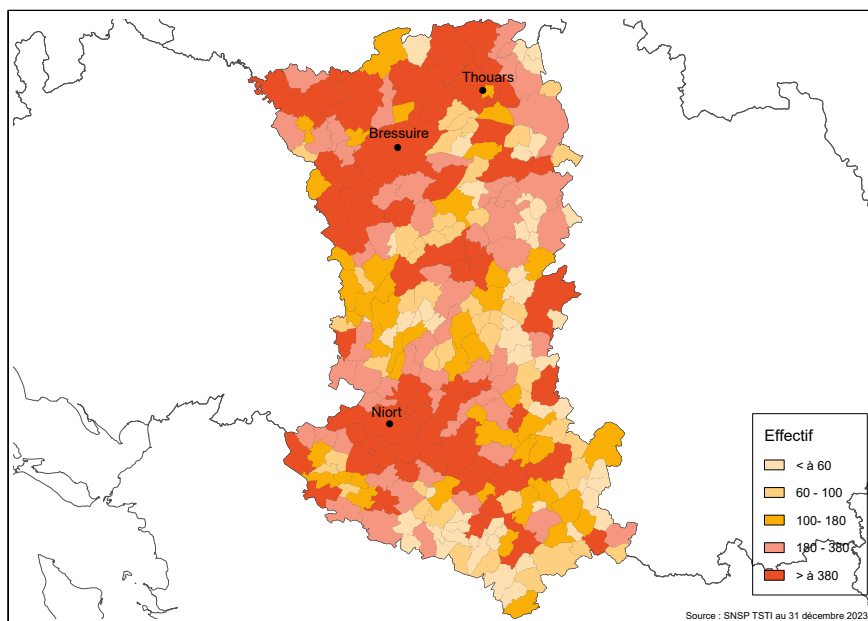 Thouars
Bressuire
Niort
Effectif
< à 60
60 - 100
100- 180
180 - 380
> à 380
Source : SNSP TSTI au 31 décembre 2023